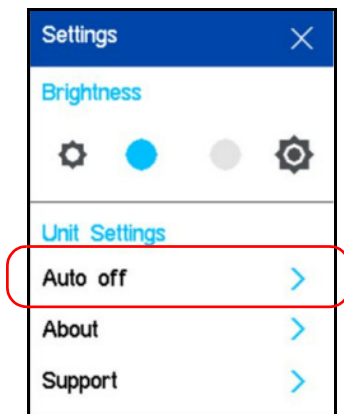 Settings
Brightness
Unit Settings
Auto off
About
Support